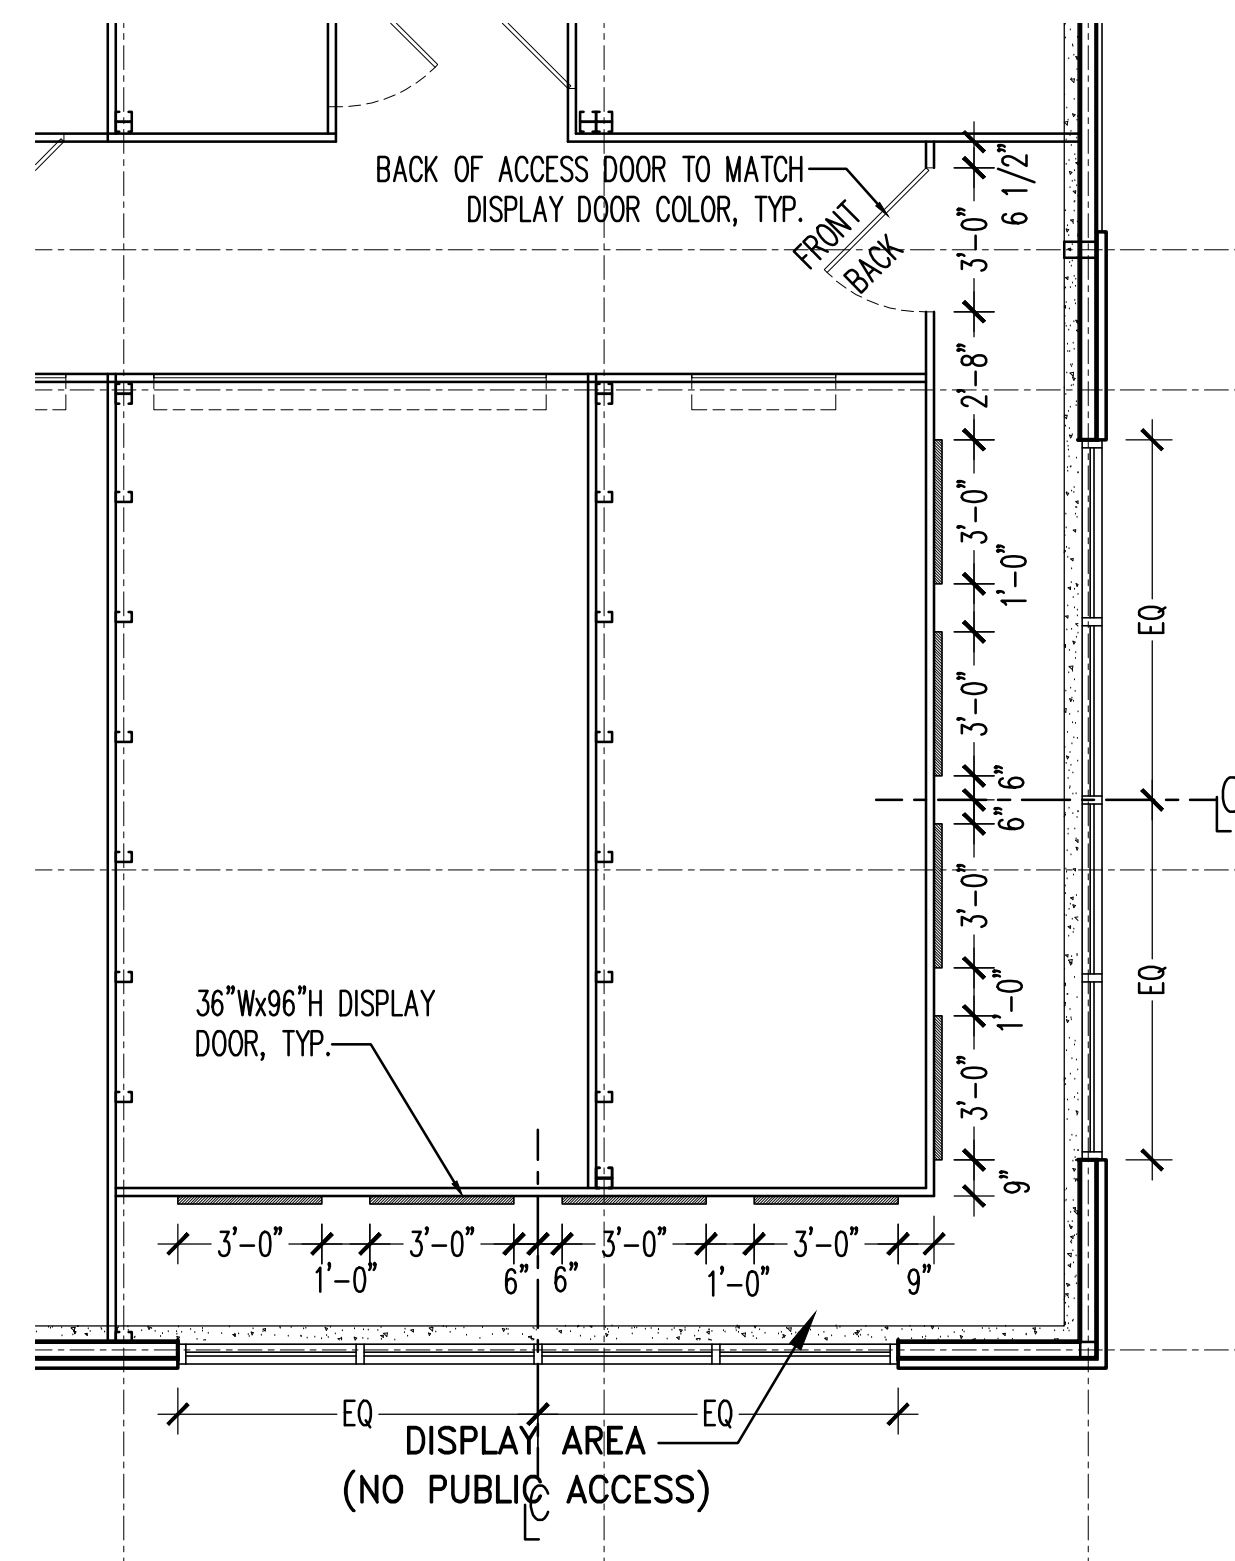 BACK OF ACCESS DOOR TO MATCH
DISPLAY DOOR COLOR, TYP.
FRONT
BACK
6 1/2"
3'-0"
2'-8"
3'-0"
1'-0"
3'-0"
6"
6"
3'-0"
1'-0"
3'-0"
9"
EQ
EQ
CL
36"Wx96"H DISPLAY
DOOR, TYP.
3'-0"
1'-0"
3'-0"
6"
6"
3'-0"
1'-0"
3'-0"
9"
EQ
EQ
DISPLAY AREA
(NO PUBLIC ACCESS)
CL